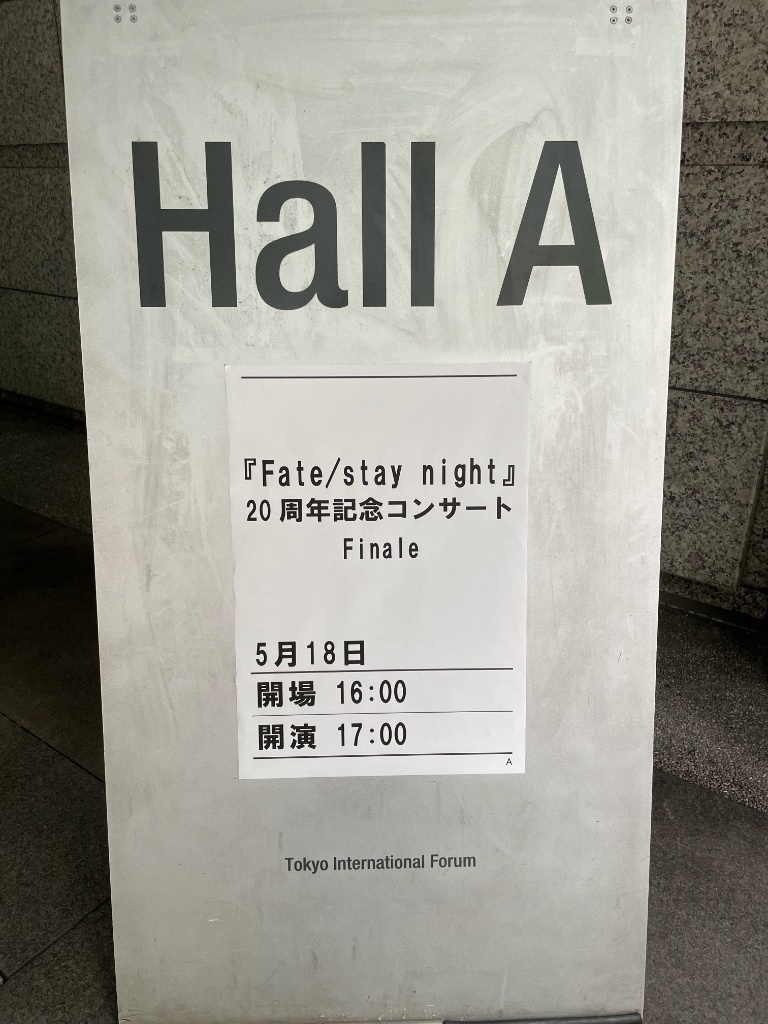 Hall A
『Fate/stay night』
20周年記念コンサート
Finale
5月18日
開場 16:00
開演 17:00
A
Tokyo International Forum